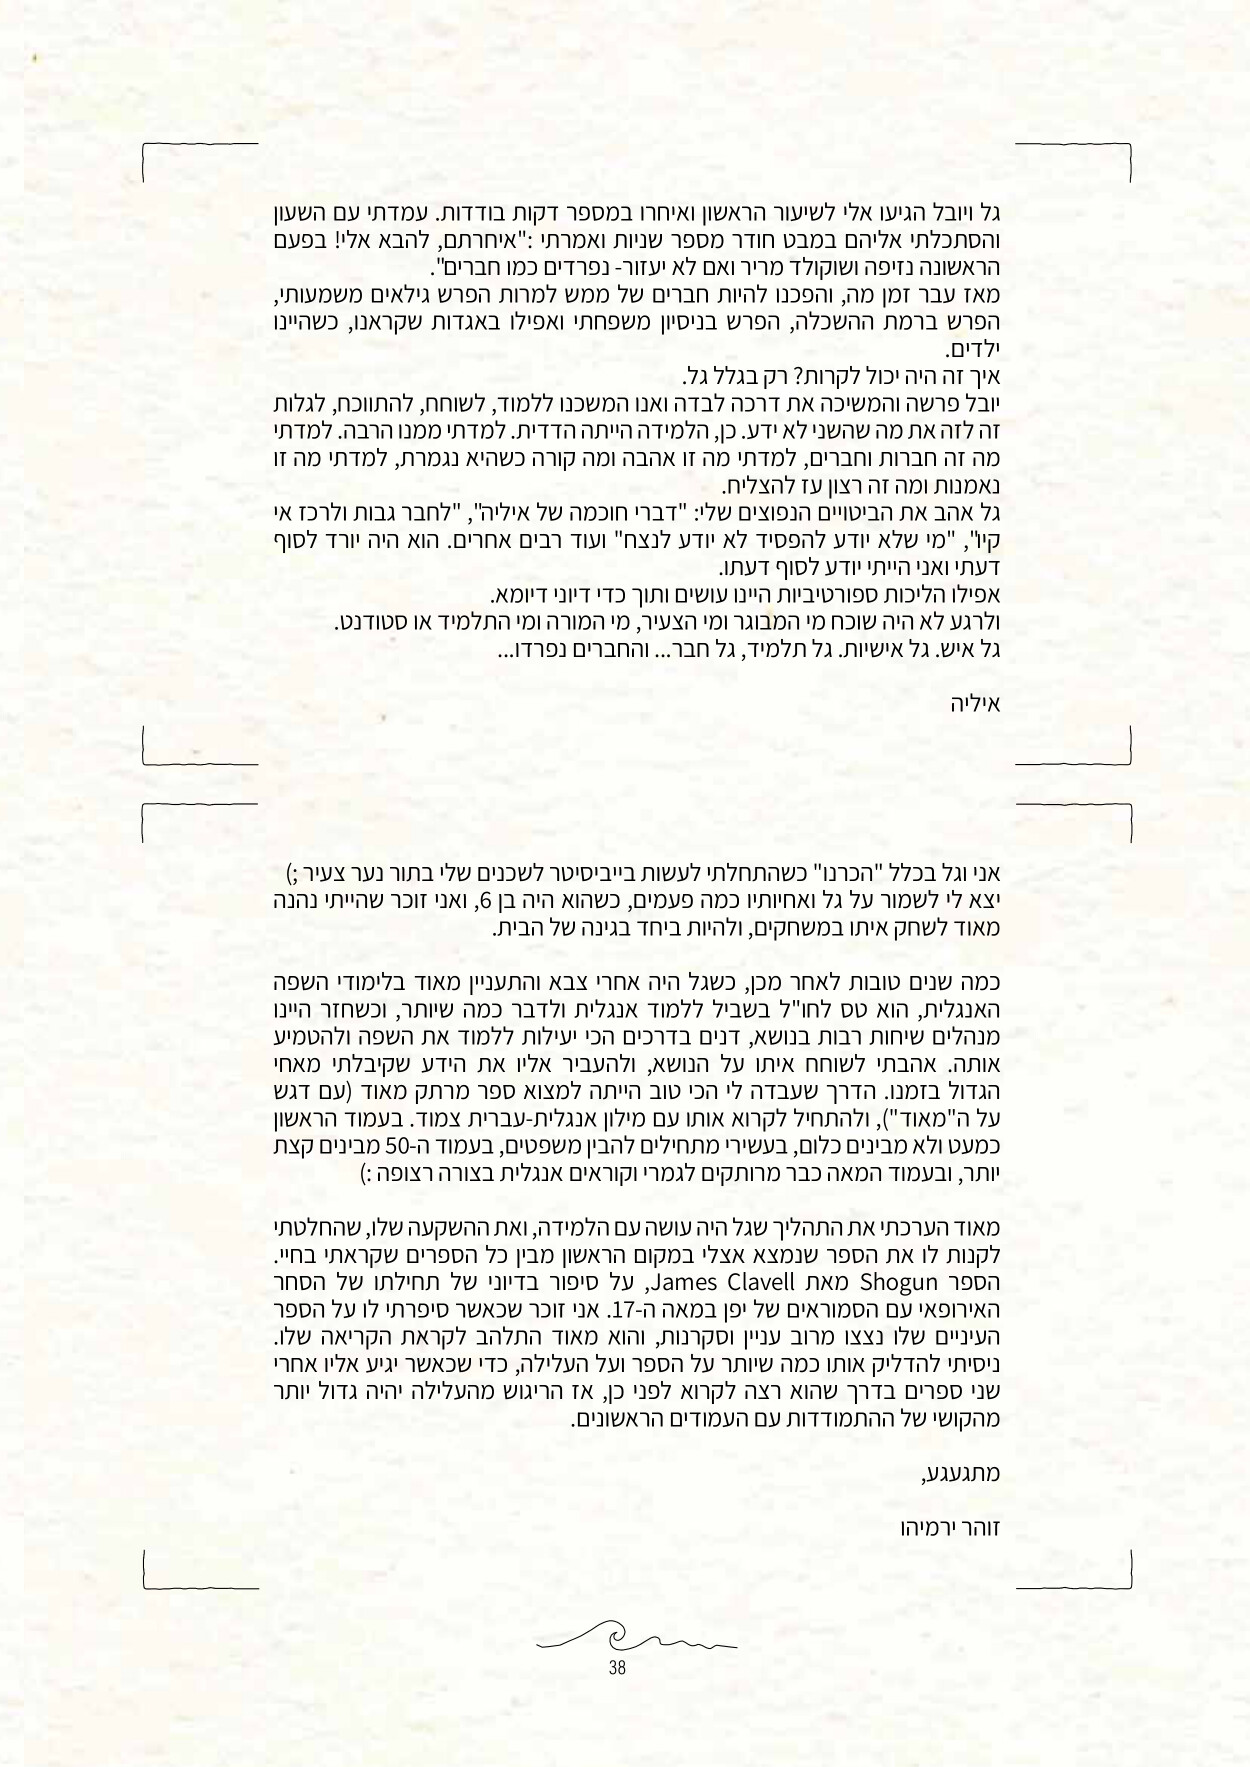 גל ויובל הגיעו אלי לשיעור הראשון ואיחרו במספר דקות בודדות. עמדתי עם השעון
והסתכלתי אליהם במבט חודר מספר שניות ואמרתי :"איחרתם, להבא אלי! בפעם
הראשונה נזיפה ושוקולד מריר ואם לא יעזור- נפרדים כמו חברים".
מאז עבר זמן מה, והפכנו להיות חברים של ממש למרות הפרש גילאים משמעותי,
הפרש ברמת ההשכלה, הפרש בניסיון משפחתי ואפילו באגדות שקראנו, כשהיינו
ילדים.
איך זה היה יכול לקרות? רק בגלל גל.
יובל פרשה והמשיכה את דרכה לבדה ואנו המשכנו ללמוד, לשוחח, להתווכח, לגלות
זה לזה את מה שהשני לא ידע. כן, הלמידה הייתה הדדית. למדתי ממנו הרבה. למדתי
מה זה חברות וחברים, למדתי מה זו אהבה ומה קורה כשהיא נגמרת, למדתי מה זו
נאמנות ומה זה רצון עז להצליח.
גל אהב את הביטויים הנפוצים שלי: "דברי חוכמה של איליה", "לחבר גבות ולרכז אי
קיו", "מי שלא יודע להפסיד לא יודע לנצח" ועוד רבים אחרים. הוא היה יורד לסוף
דעתי ואני הייתי יודע לסוף דעתו.
אפילו הליכות ספורטיביות היינו עושים ותוך כדי דיוני דיומא.
ולרגע לא היה שוכח מי המבוגר ומי הצעיר, מי המורה ומי התלמיד או סטודנט.
גל איש. גל אישיות. גל תלמיד, גל חבר... והחברים נפרדו...
איליה
אני וגל בכלל "הכרנו" כשהתחלתי לעשות בייביסיטר לשכנים שלי בתור נער צעיר ;)
יצא לי לשמור על גל ואחיותיו כמה פעמים, כשהוא היה בן 6, ואני זוכר שהייתי נהנה
מאוד לשחק איתו במשחקים, ולהיות ביחד בגינה של הבית.
כמה שנים טובות לאחר מכן, כשגל היה אחרי צבא והתעניין מאוד בלימודי השפה
האנגלית, הוא טס לחו"ל בשביל ללמוד אנגלית ולדבר כמה שיותר, וכשחזר היינו
מנהלים שיחות רבות בנושא, דנים בדרכים הכי יעילות ללמוד את השפה ולהטמיע
אותה. אהבתי לשוחח איתו על הנושא, ולהעביר אליו את הידע שקיבלתי מאחי
הגדול בזמנו. הדרך שעבדה לי הכי טוב הייתה למצוא ספר מרתק מאוד (עם דגש
על ה"מאוד"), ולהתחיל לקרוא אותו עם מילון אנגלית-עברית צמוד. בעמוד הראשון
כמעט ולא מבינים כלום, בעשירי מתחילים להבין משפטים, בעמוד ה-50 מבינים קצת
יותר, ובעמוד המאה כבר מרותקים לגמרי וקוראים אנגלית בצורה רצופה :)
מאוד הערכתי את התהליך שגל היה עושה עם הלמידה, ואת ההשקעה שלו, שהחלטתי
לקנות לו את הספר שנמצא אצלי במקום הראשון מבין כל הספרים שקראתי בחיי.
הספר Shogun מאת James Clavell, על סיפור בדיוני של תחילתו של הסחר
האירופאי עם הסמוראים של יפן במאה ה-17. אני זוכר שכאשר סיפרתי לו על הספר
העיניים שלו נצצו מרוב עניין וסקרנות, והוא מאוד התלהב לקראת הקריאה שלו.
ניסיתי להדליק אותו כמה שיותר על הספר ועל העלילה, כדי שכאשר יגיע אליו אחרי
שני ספרים בדרך שהוא רצה לקרוא לפני כן, אז הריגוש מהעלילה יהיה גדול יותר
מהקושי של ההתמודדות עם העמודים הראשונים.
מתגעגע,
זוהר ירמיהו
38